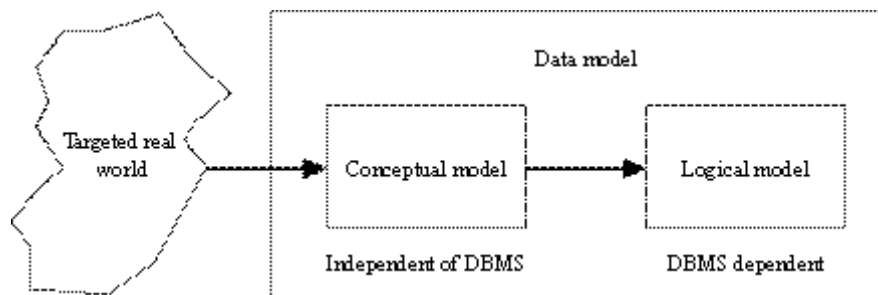 Data model
Targeted real
world
Conceptual model
Logical model
Independent of DBMS
DBMS dependent